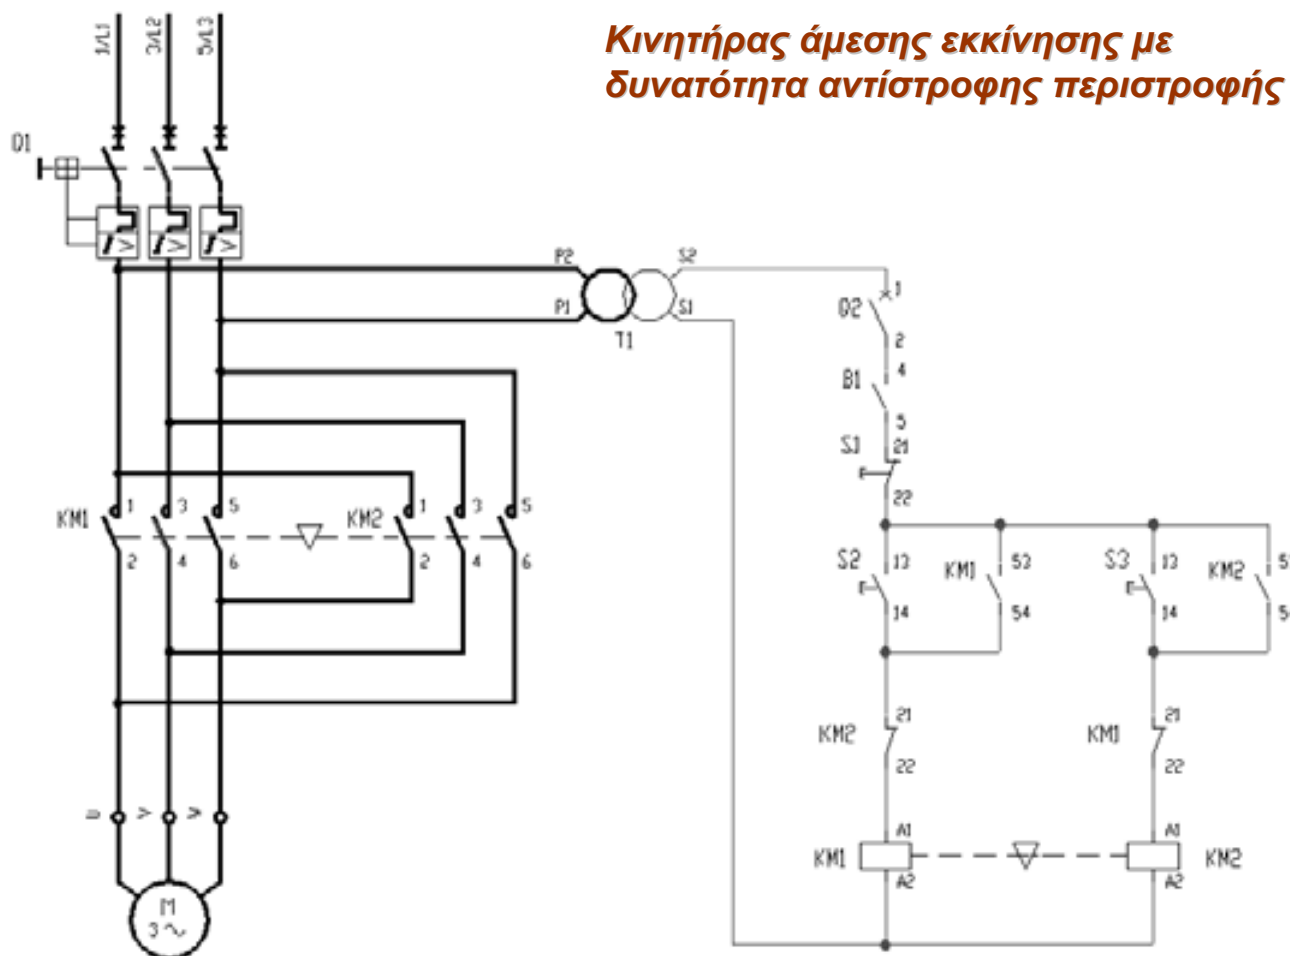 Κινητήρας άμεσης εκκίνησης με
δυνατότητα αντίστροφης περιστροφής
1/L1 3/L2 5/L3
Q1
P2 S2
P1 S1
T1
1
Q2
2
4
B1
5
S1 21
22
KM1 1 3 5 KM2 1 3 5
2 4 6 2 4 6
S2 13 KM1 53 S3 13 KM2
14 54 14
21 21
KM2 KM1
22 22
U V
A1 A1
KM1 KM2
A2 A2
M
3 ~